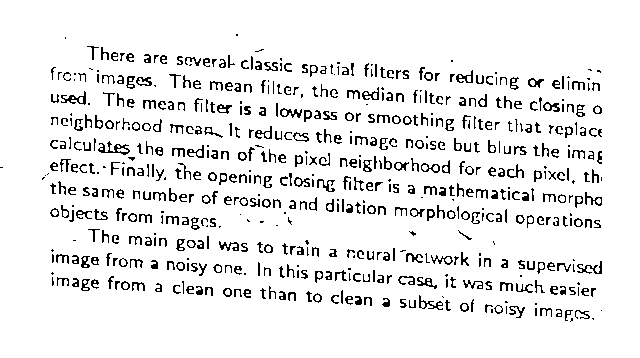 There are several classic spatial filters for reducing or elimin
from images. The mean filter, the median filter and the closing o
used. The mean filter is a lowpass or smoothing filter that replace
neighborhood mean. It reduces the image noise but blurs the imag
calculates the median of the pixel neighborhood for each pixel, th
effect. Finally, the opening closing filter is a mathematical morpho
the same number of erosion and dilation morphological operations
objects from images.
The main goal was to train a neural network in a supervised
image from a noisy one. In this particular case, it was much easier
image from a clean one than to clean a subset of noisy images.